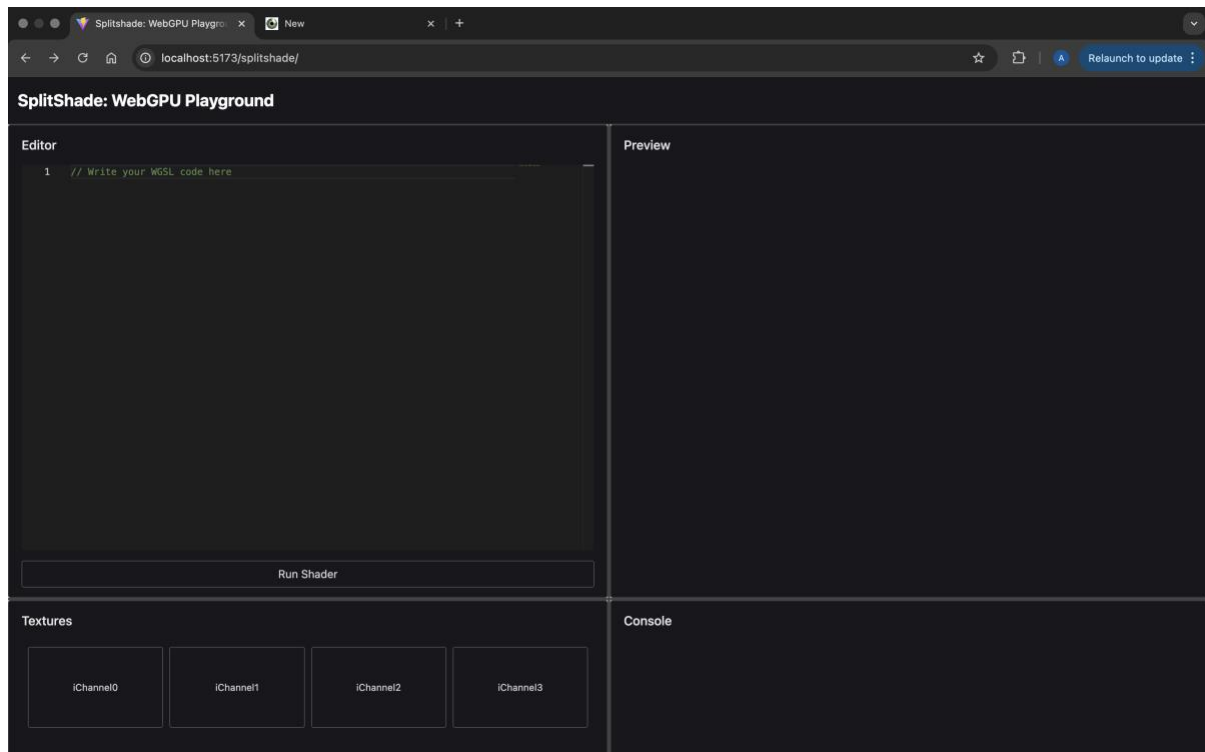 Splitshade: WebGPU Playgro
New
localhost:5173/splitshade/
A
Relaunch to update
SplitShade: WebGPU Playground
Editor
1 // Write your WGSL code here
Run Shader
Preview
Textures
iChannel0
iChannel1
iChannel2
iChannel3
Console